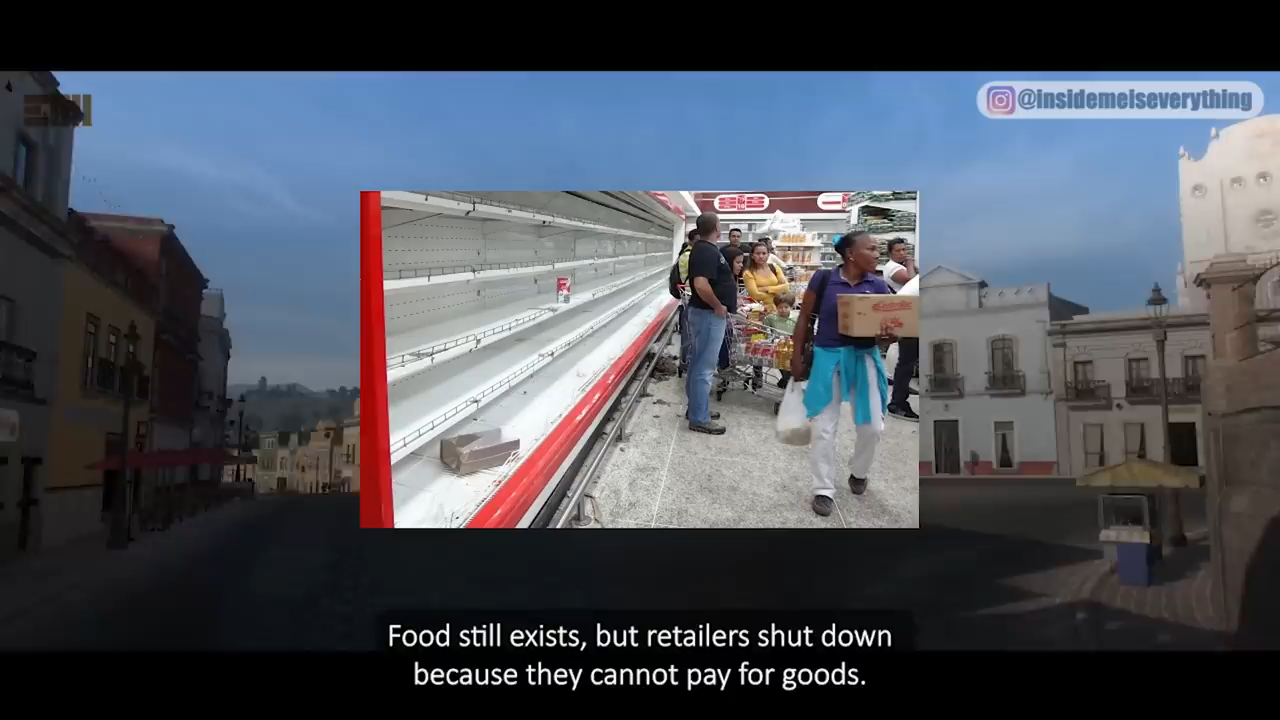 @insidemeiseverything
Food still exists, but retailers shut down
because they cannot pay for goods.